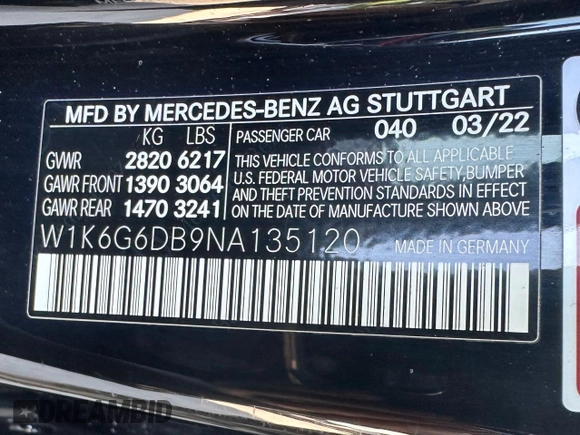 MFD BY MERCEDES-BENZ AG STUTTGART
KG LBS
GVWR 2820 6217
GAWR FRONT 1390 3064
GAWR REAR 1470 3241
PASSENGER CAR 040 03/22
THIS VEHICLE CONFORMS TO ALL APPLICABLE
U.S. FEDERAL MOTOR VEHICLE SAFETY, BUMPER
AND THEFT PREVENTION STANDARDS IN EFFECT
ON THE DATE OF MANUFACTURE SHOWN ABOVE
W1K6G6DB9NA135120 MADE IN GERMANY
DREAMBID